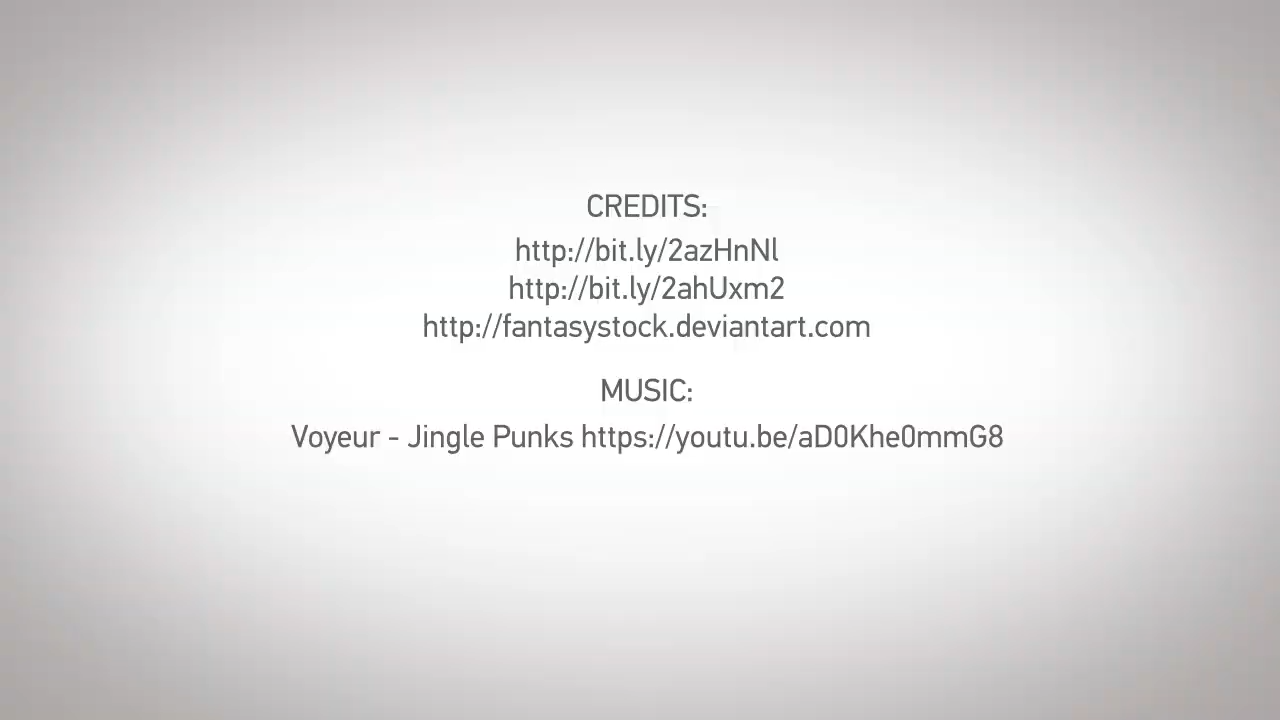 CREDITS:
http://bit.ly/2azHnNl
http://bit.ly/2ahUxm2
http://fantasystock.deviantart.com
MUSIC:
Voyeur - Jingle Punks https://youtu.be/aD0Khe0mmG8